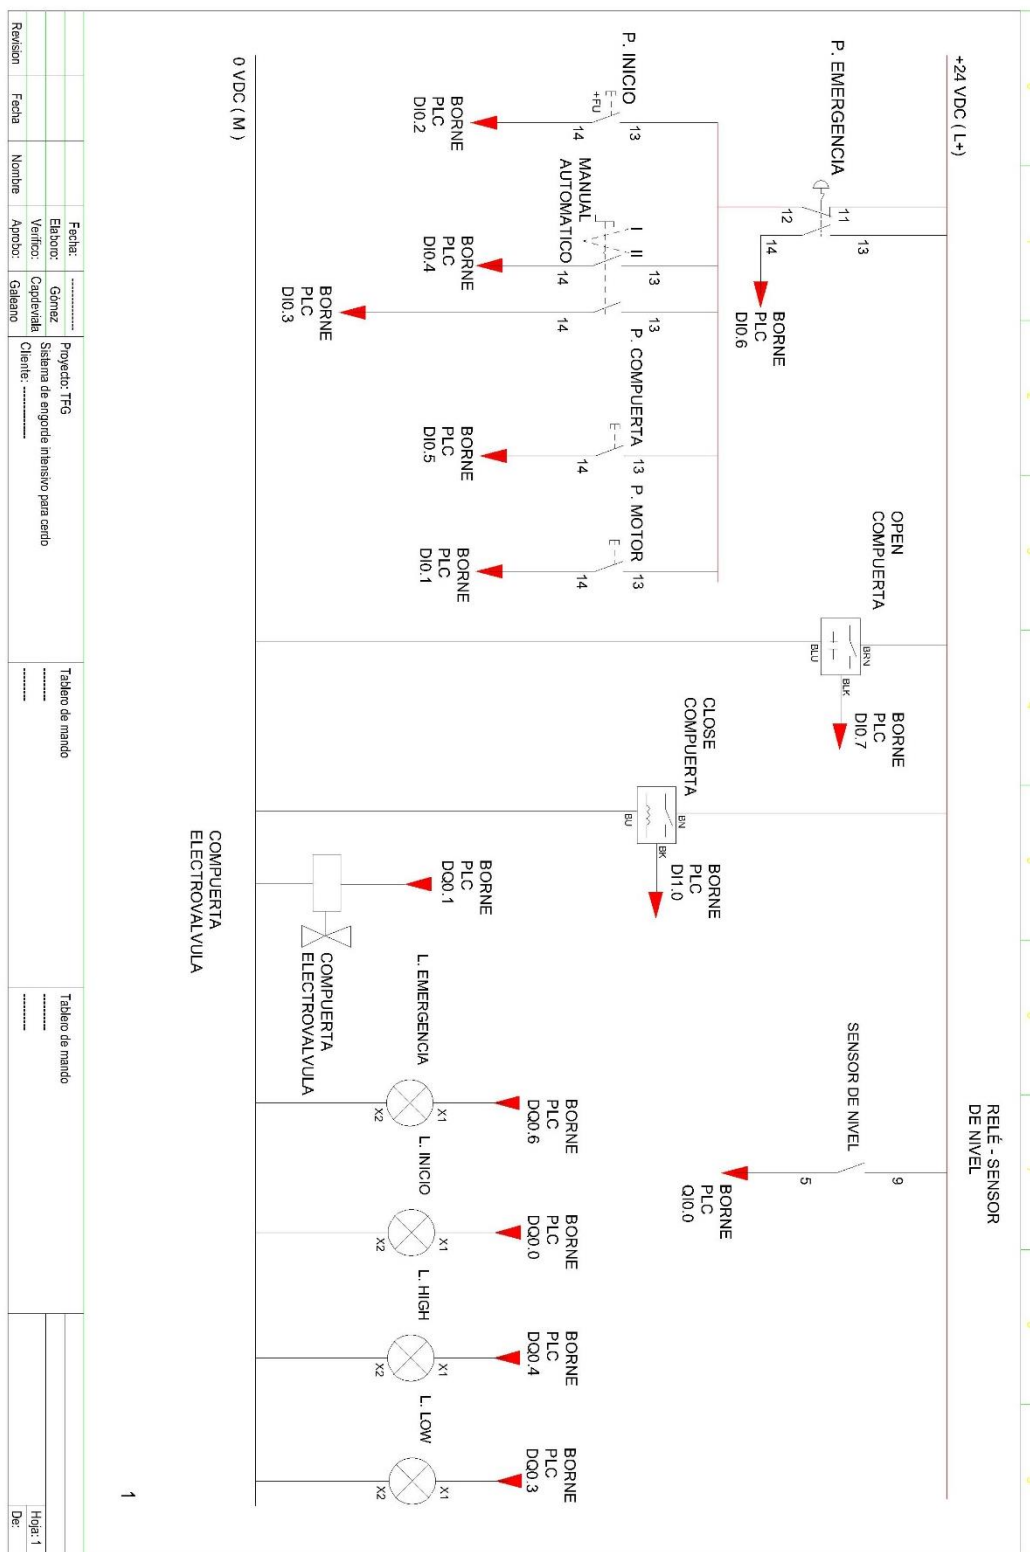 +24 VDC ( L+)
P. EMERGENCIA
11
12
13
14
BORNE
PLC
DI0.6
P. INICIO
+FU
13
14
BORNE
PLC
DI0.2
MANUAL
AUTOMATICO
I
II
13
14
BORNE
PLC
DI0.4
13
14
BORNE
PLC
DI0.3
P. COMPUERTA
13
14
BORNE
PLC
DI0.5
P. MOTOR
13
14
BORNE
PLC
DI0.1
OPEN
COMPUERTA
BRN
BLK
BLU
BORNE
PLC
DI0.7
CLOSE
COMPUERTA
BN
BK
BU
BORNE
PLC
DI1.0
RELÉ - SENSOR
DE NIVEL
SENSOR DE NIVEL
9
5
BORNE
PLC
QI0.0
BORNE
PLC
DQ0.1
COMPUERTA
ELECTROVALVULA
L. EMERGENCIA
BORNE
PLC
DQ0.6
X1
X2
L. INICIO
BORNE
PLC
DQ0.0
X1
X2
L. HIGH
BORNE
PLC
DQ0.4
X1
X2
L. LOW
BORNE
PLC
DQ0.3
X1
X2
0 VDC ( M )
COMPUERTA
ELECTROVALVULA
1
Fecha: ------------
Elaboro: Gómez
Verifico: Capdevila
Revision Fecha Nombre Aprobo: Galeano
Proyecto: TFG
Sistema de engorde intensivo para cerdo
Cliente: ------------
Tablero de mando
---------
---------
Tablero de mando
---------
---------
Hoja: 1
De: